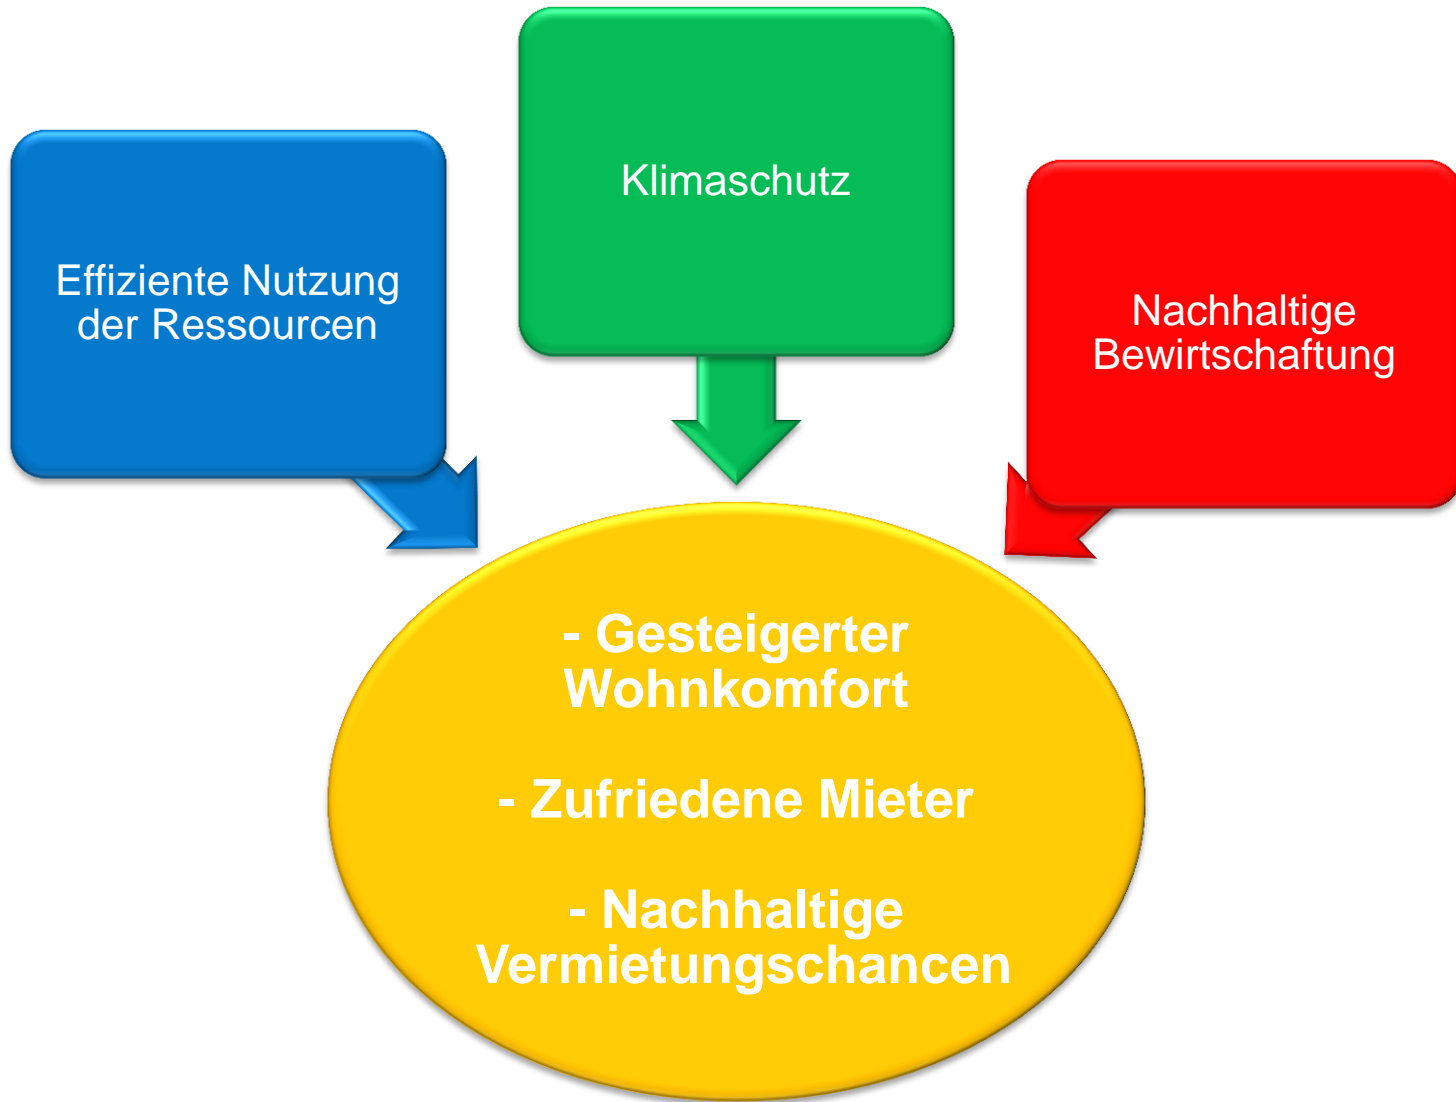 Klimaschutz
Effiziente Nutzung
der Ressourcen
Nachhaltige
Bewirtschaftung
- Gesteigerter
Wohnkomfort
- Zufriedene Mieter
- Nachhaltige
Vermietungschancen